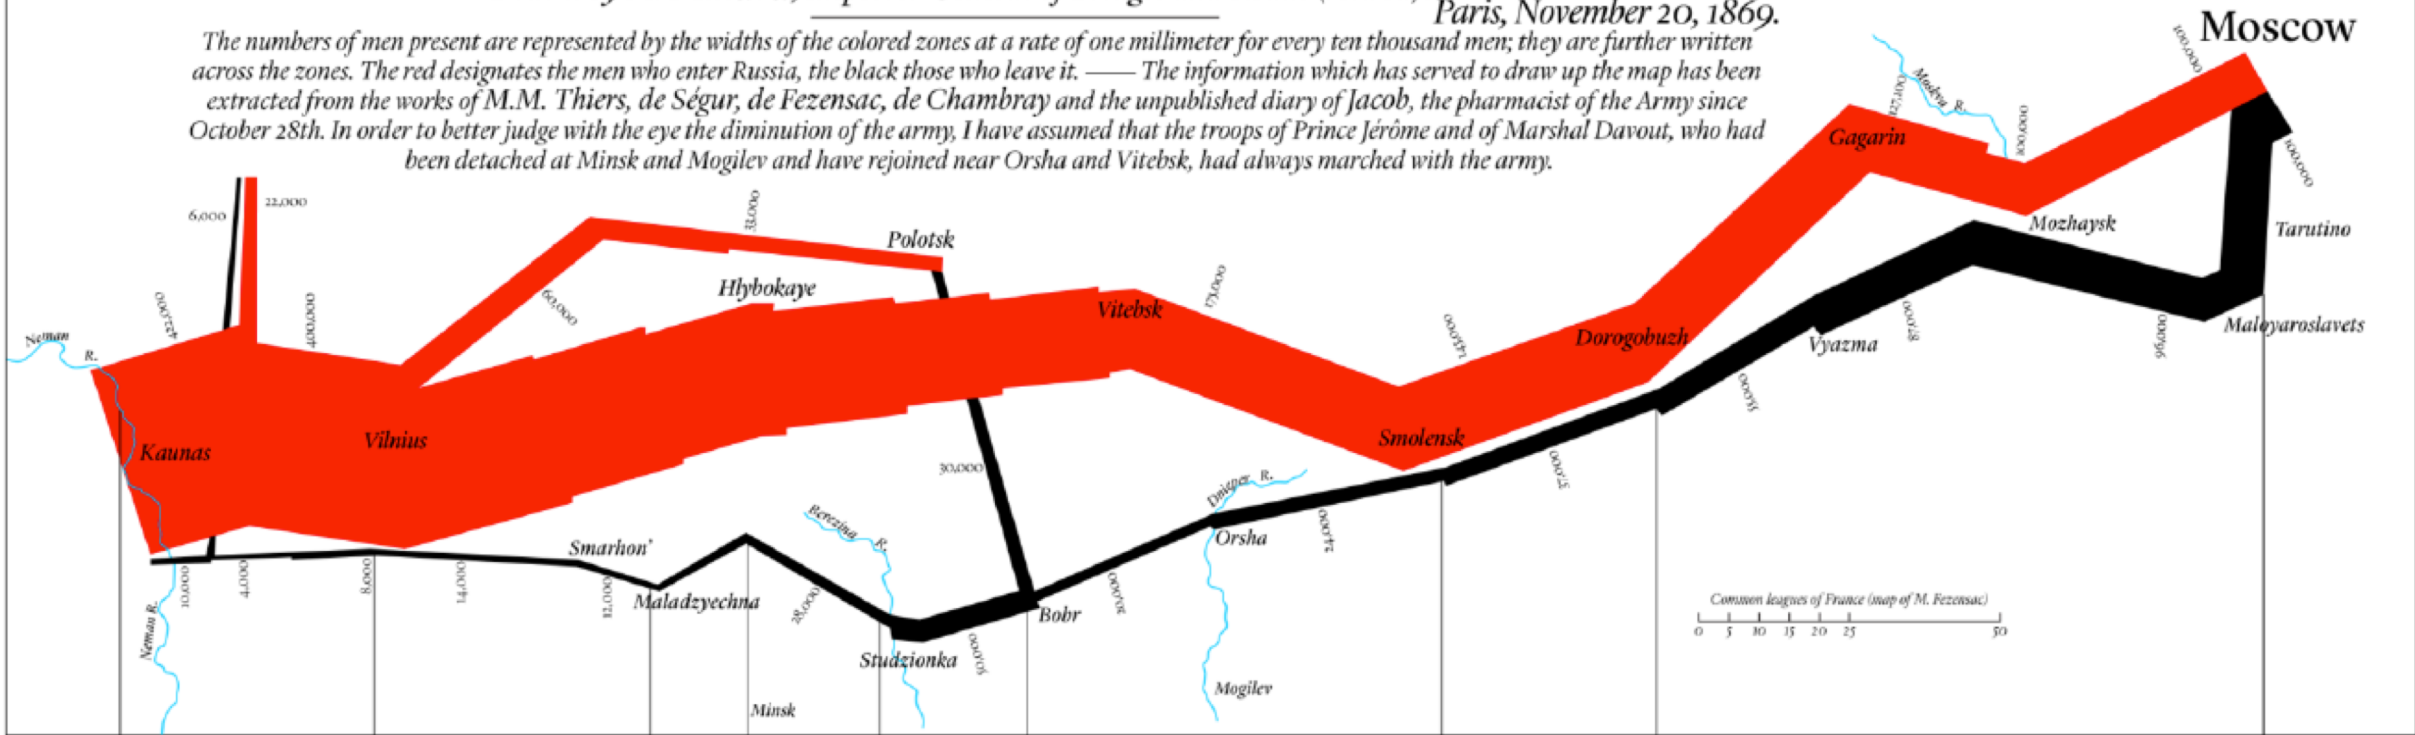 Paris, November 20, 1869.
Moscow
The numbers of men present are represented by the widths of the colored zones at a rate of one millimeter for every ten thousand men; they are further written
across the zones. The red designates the men who enter Russia, the black those who leave it. —— The information which has served to draw up the map has been
extracted from the works of M.M. Thiers, de Ségur, de Fezensac, de Chambray and the unpublished diary of Jacob, the pharmacist of the Army since
October 28th. In order to better judge with the eye the diminution of the army, I have assumed that the troops of Prince Jérôme and of Marshal Davout, who had
been detached at Minsk and Mogilev and have rejoined near Orsha and Vitebsk, had always marched with the army.
101,000
Moskva R.
127,100
100,000
Gagarin
100,000
Mozhaysk
Tarutino
6,000
22,000
33,000
Polotsk
Hlybokaye
60,000
422,000
400,000
Neman R.
175,000
Vitebsk
145,000
Dorogobuzh
Vyazma
87,000
96,000
Maloyaroslavets
55,000
Kaunas
Vilnius
Smolensk
30,000
37,000
Dnieper R.
24,000
Orsha
Berezina R.
Smarhon'
10,000
4,000
8,000
14,000
12,000
Maladzyechna
28,000
20,000
Bobr
50,000
Studzionka
Neman R.
Minsk
Mogilev
Common leagues of France (map of M. Fezensac)
0 5 10 15 20 25 50